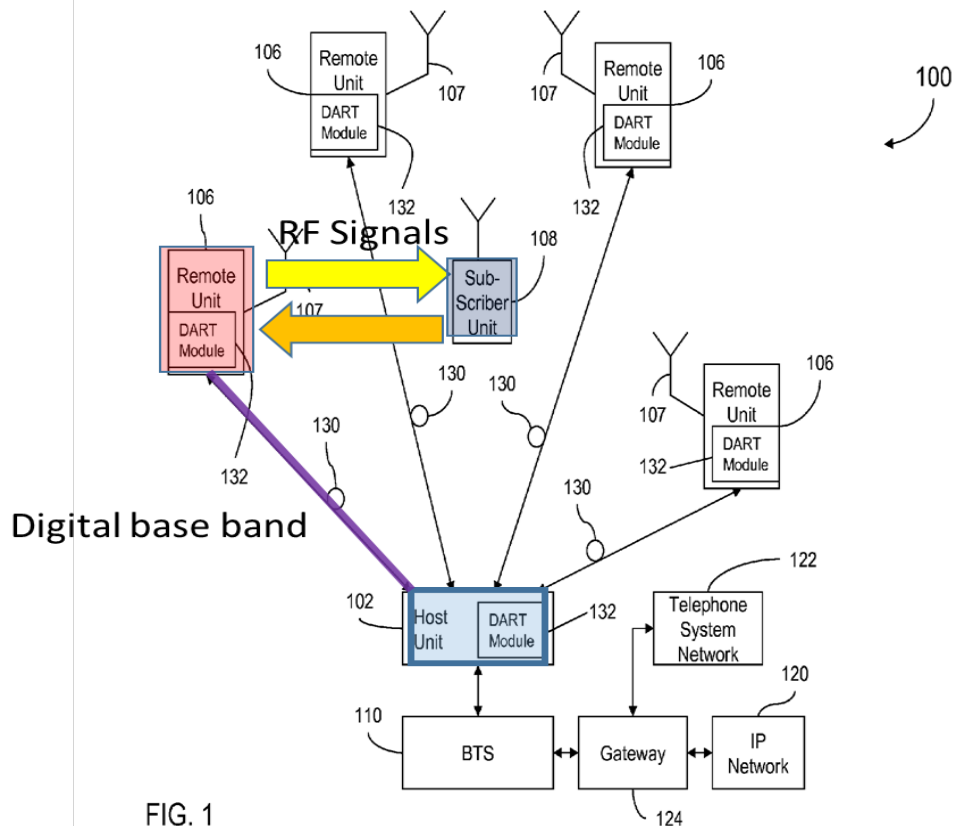 106
Remote
Unit
DART
Module
107
132
107
Remote
Unit
DART
Module
106
132
100
106
Remote
Unit
DART
Module
132
107
RF Signals
Sub-
Scriber
Unit
108
130
130
130
Digital base band
107
Remote
Unit
DART
Module
106
132
130
102
Host
Unit
DART
Module
132
122
Telephone
System
Network
110
BTS
Gateway
124
120
IP
Network
FIG. 1